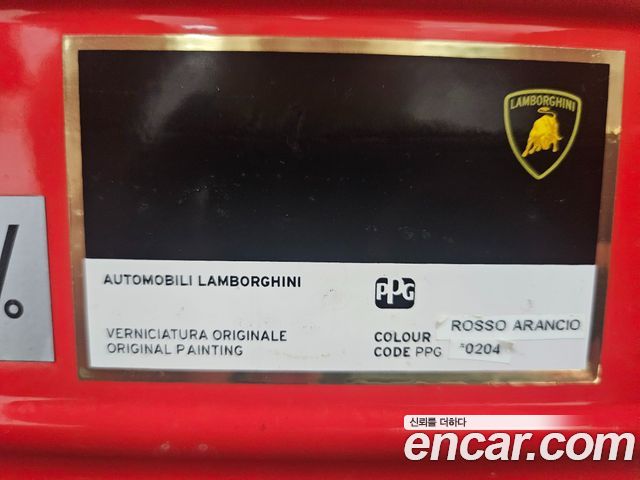 LAMBORGHINI
AUTOMOBILI LAMBORGHINI
PPG
VERNICIATURA ORIGINALE
ORIGINAL PAINTING
COLOUR ROSSO ARANCIO
CODE PPG *0204
%
신뢰를 더하다
encar.com